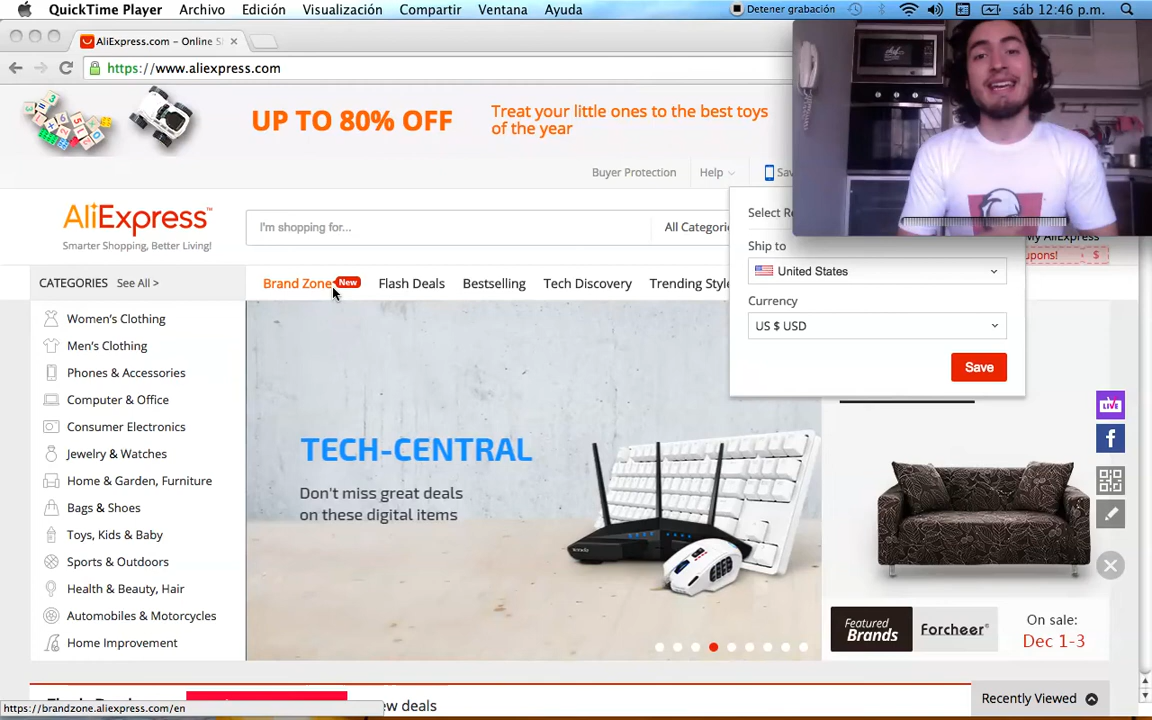 QuickTime Player Archivo Edición Visualización Compartir Ventana Ayuda Detener grabación sáb 12:46 p.m.
AliExpress.com – Online S
https://www.aliexpress.com
UP TO 80% OFF
Treat your little ones to the best toys
of the year
Buyer Protection Help
AliExpress™
Smarter Shopping, Better Living!
I'm shopping for...
Ship to
United States
Currency
US $ USD
Save
My AliExpress
$
CATEGORIES See All >
Brand Zone New Flash Deals Bestselling Tech Discovery
Women's Clothing
Men's Clothing
Phones & Accessories
Computer & Office
Consumer Electronics
Jewelry & Watches
Home & Garden, Furniture
Bags & Shoes
Toys, Kids & Baby
Sports & Outdoors
Health & Beauty, Hair
Automobiles & Motorcycles
Home Improvement
TECH-CENTRAL
Don't miss great deals
on these digital items
LIVE
Featured
Brands
Forcheer®
On sale:
Dec 1-3
deals
Recently Viewed
https://brandzone.aliexpress.com/en